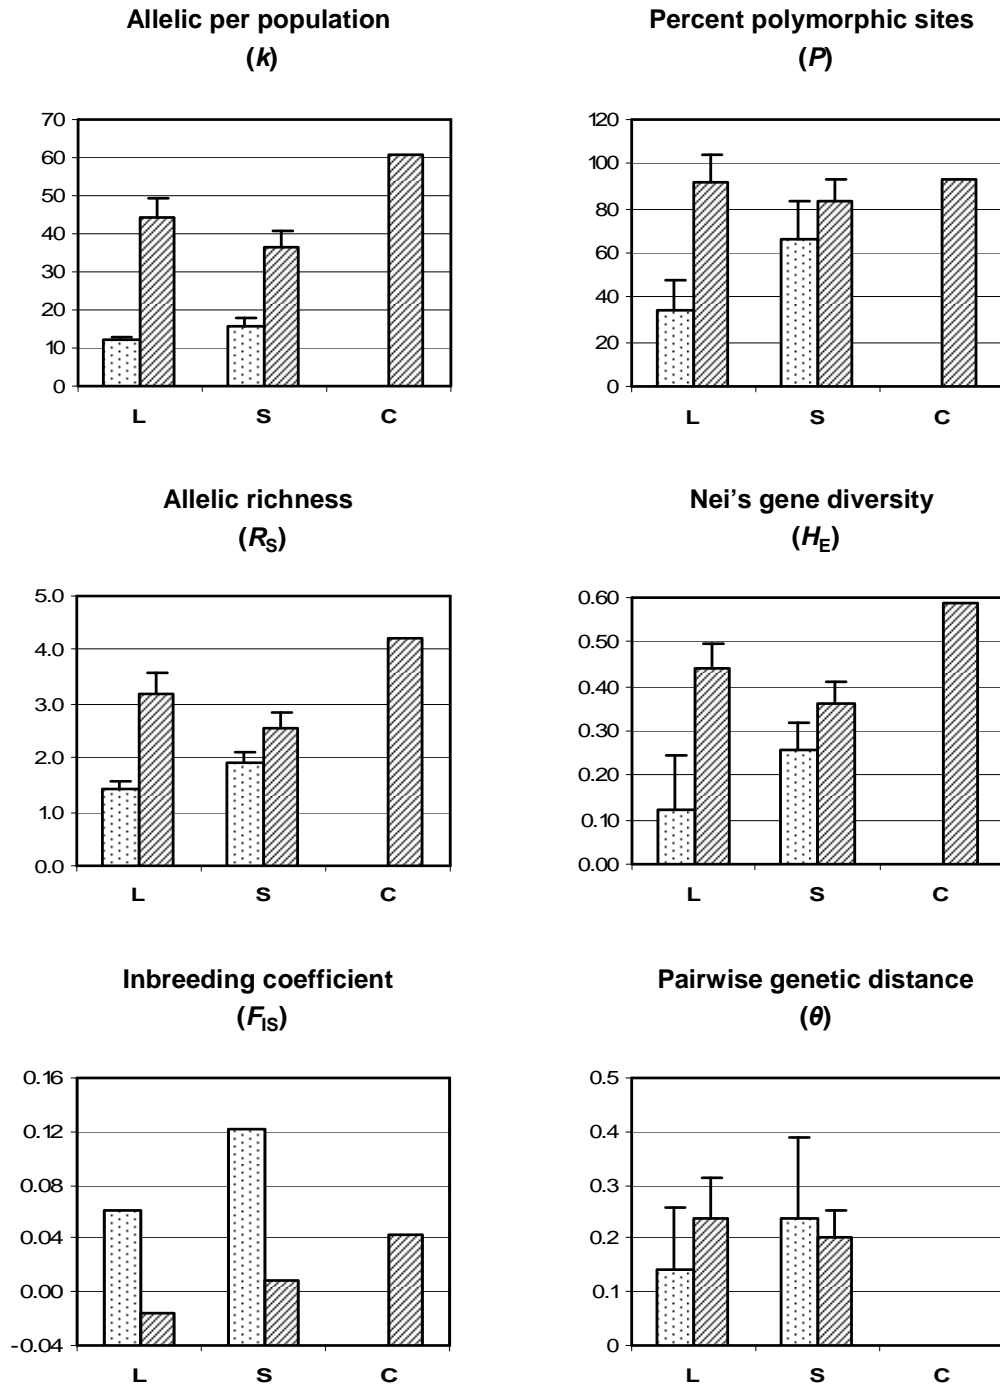 Allelic per population
(k)
70
60
50
40
30
20
10
0
L S C
Percent polymorphic sites
(P)
120
100
80
60
40
20
0
L S C
Allelic richness
(RS)
5.0
4.0
3.0
2.0
1.0
0.0
L S C
Nei's gene diversity
(HE)
0.60
0.50
0.40
0.30
0.20
0.10
0.00
L S C
Inbreeding coefficient
(FIS)
0.16
0.12
0.08
0.04
0.00
-0.04
L S C
Pairwise genetic distance
(θ)
0.5
0.4
0.3
0.2
0.1
0
L S C